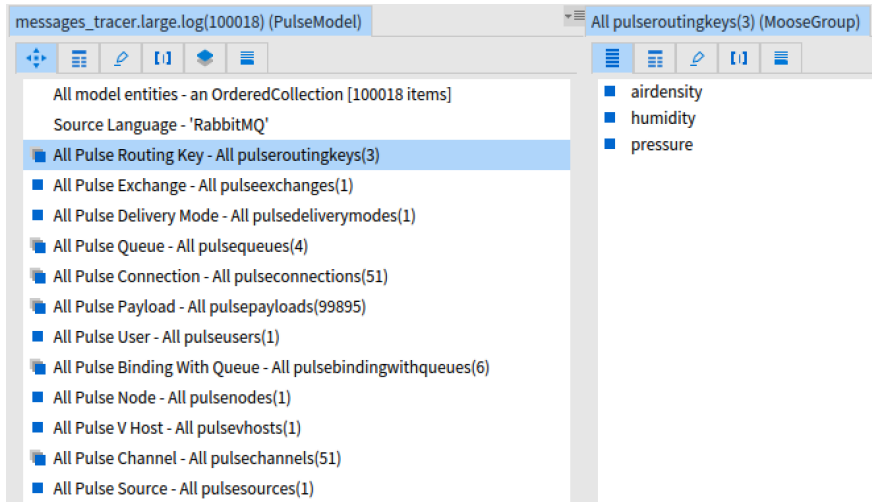 messages_tracer.large.log(100018) (PulseModel)
All model entities - an OrderedCollection [100018 items]
Source Language - 'RabbitMQ'
All Pulse Routing Key - All pulseroutingkeys(3)
All Pulse Exchange - All pulseexchanges(1)
All Pulse Delivery Mode - All pulsedeliverymodes(1)
All Pulse Queue - All pulsequeues(4)
All Pulse Connection - All pulseconnections(51)
All Pulse Payload - All pulsepayloads(99895)
All Pulse User - All pulseusers(1)
All Pulse Binding With Queue - All pulsebindingwithqueues(6)
All Pulse Node - All pulsenodes(1)
All Pulse V Host - All pulsevhosts(1)
All Pulse Channel - All pulsechannels(51)
All Pulse Source - All pulsesources(1)
All pulseroutingkeys(3) (MooseGroup)
airdensity
humidity
pressure